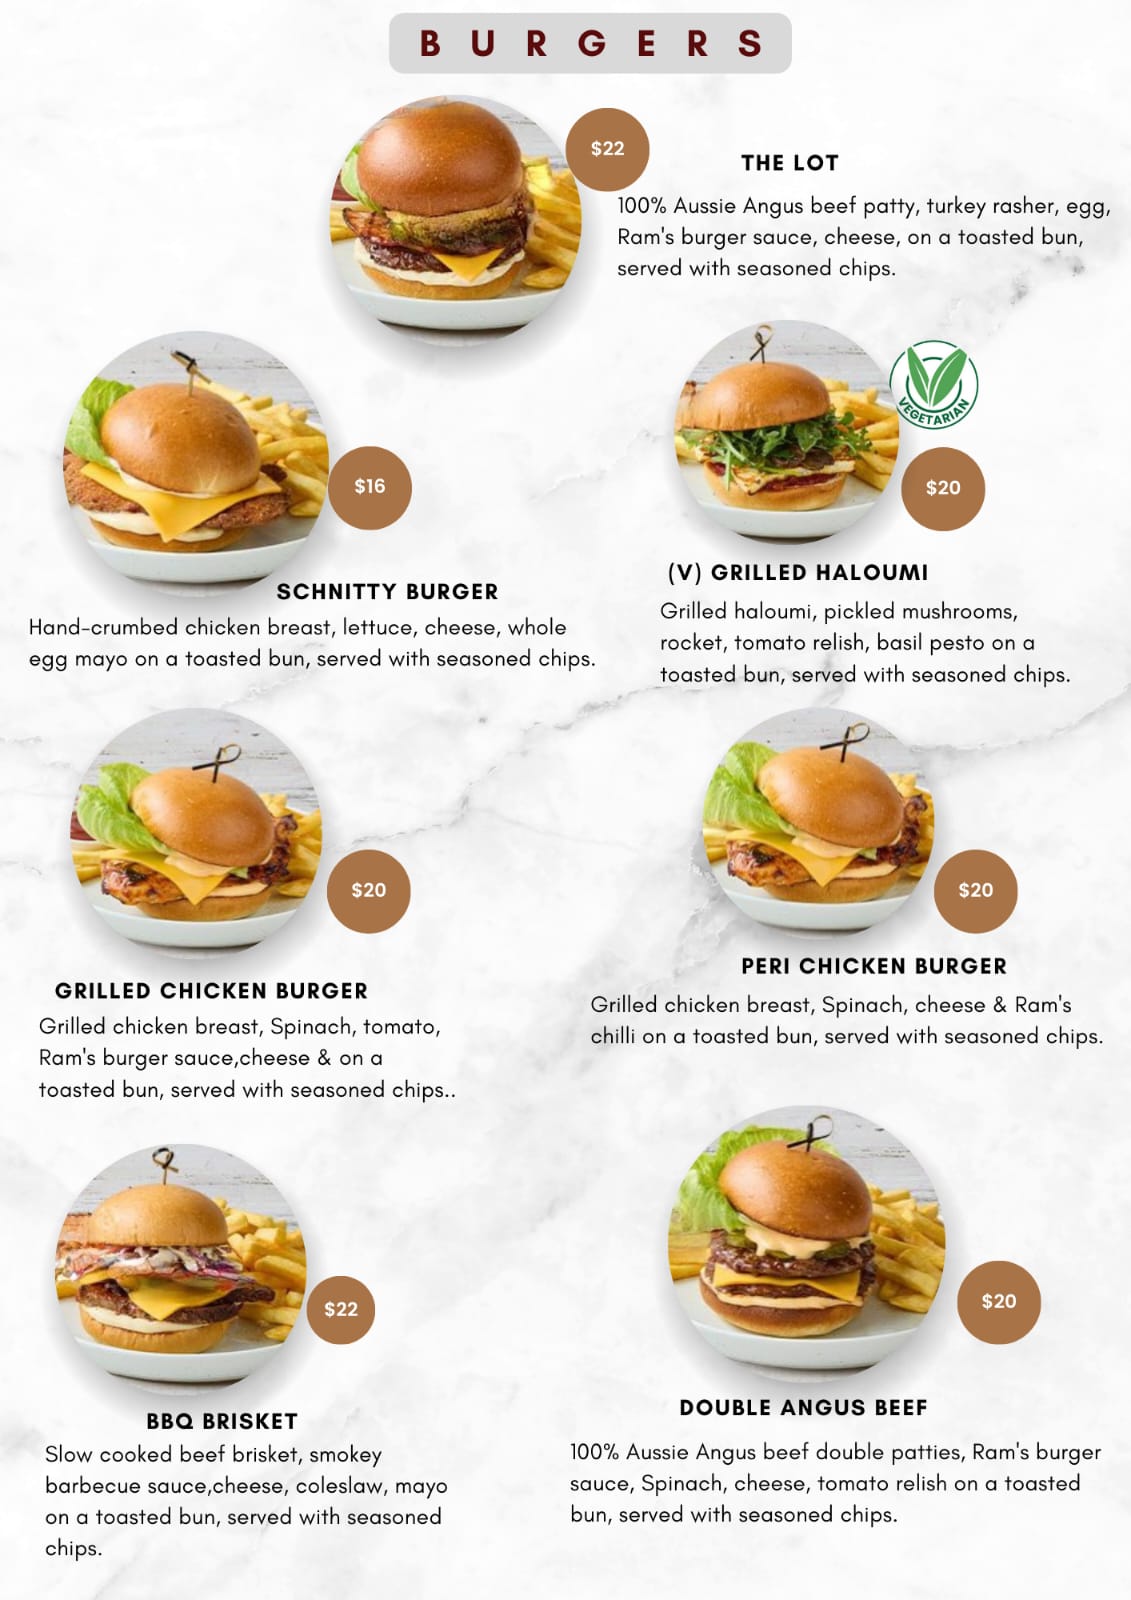 BURGERS
$22
THE LOT
100% Aussie Angus beef patty, turkey rasher, egg,
Ram's burger sauce, cheese, on a toasted bun,
served with seasoned chips.
VEGETARIAN
$16
$20
SCHNITTY BURGER
Hand-crumbed chicken breast, lettuce, cheese, whole
egg mayo on a toasted bun, served with seasoned chips.
(V) GRILLED HALOUMI
Grilled haloumi, pickled mushrooms,
rocket, tomato relish, basil pesto on a
toasted bun, served with seasoned chips.
$20
GRILLED CHICKEN BURGER
Grilled chicken breast, Spinach, tomato,
Ram's burger sauce,cheese & on a
toasted bun, served with seasoned chips..
$20
PERI CHICKEN BURGER
Grilled chicken breast, Spinach, cheese & Ram's
chilli on a toasted bun, served with seasoned chips.
$22
BBQ BRISKET
Slow cooked beef brisket, smokey
barbecue sauce,cheese, coleslaw, mayo
on a toasted bun, served with seasoned
chips.
$20
DOUBLE ANGUS BEEF
100% Aussie Angus beef double patties, Ram's burger
sauce, Spinach, cheese, tomato relish on a toasted
bun, served with seasoned chips.